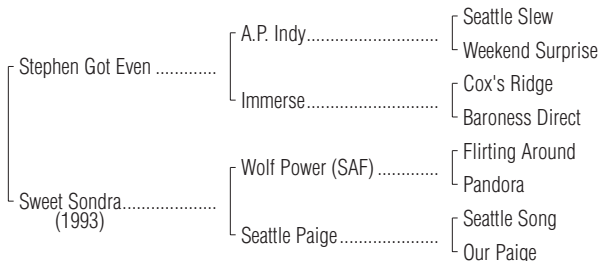 Seattle Slew
A.P. Indy..............................
Weekend Surprise
Stephen Got Even .............
Cox's Ridge
Immerse..............................
Baroness Direct
Flirting Around
Wolf Power (SAF) .............
Pandora
Sweet Sondra....................
(1993)
Seattle Song
Seattle Paige......................
Our Paige